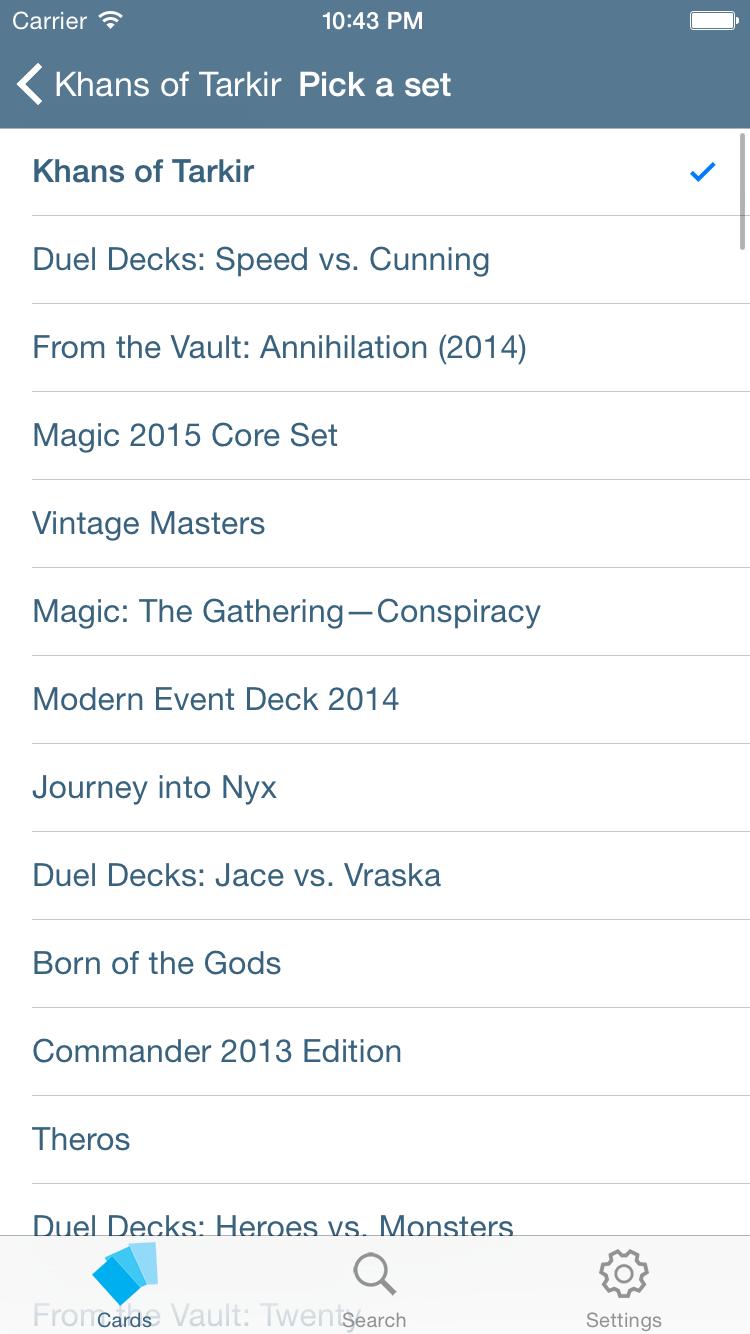 Carrier 10:43 PM
Khans of Tarkir Pick a set
Khans of Tarkir
Duel Decks: Speed vs. Cunning
From the Vault: Annihilation (2014)
Magic 2015 Core Set
Vintage Masters
Magic: The Gathering—Conspiracy
Modern Event Deck 2014
Journey into Nyx
Duel Decks: Jace vs. Vraska
Born of the Gods
Commander 2013 Edition
Theros
Duel Decks: Heroes vs. Monsters
From the Vault: Twenty
Cards Search Settings